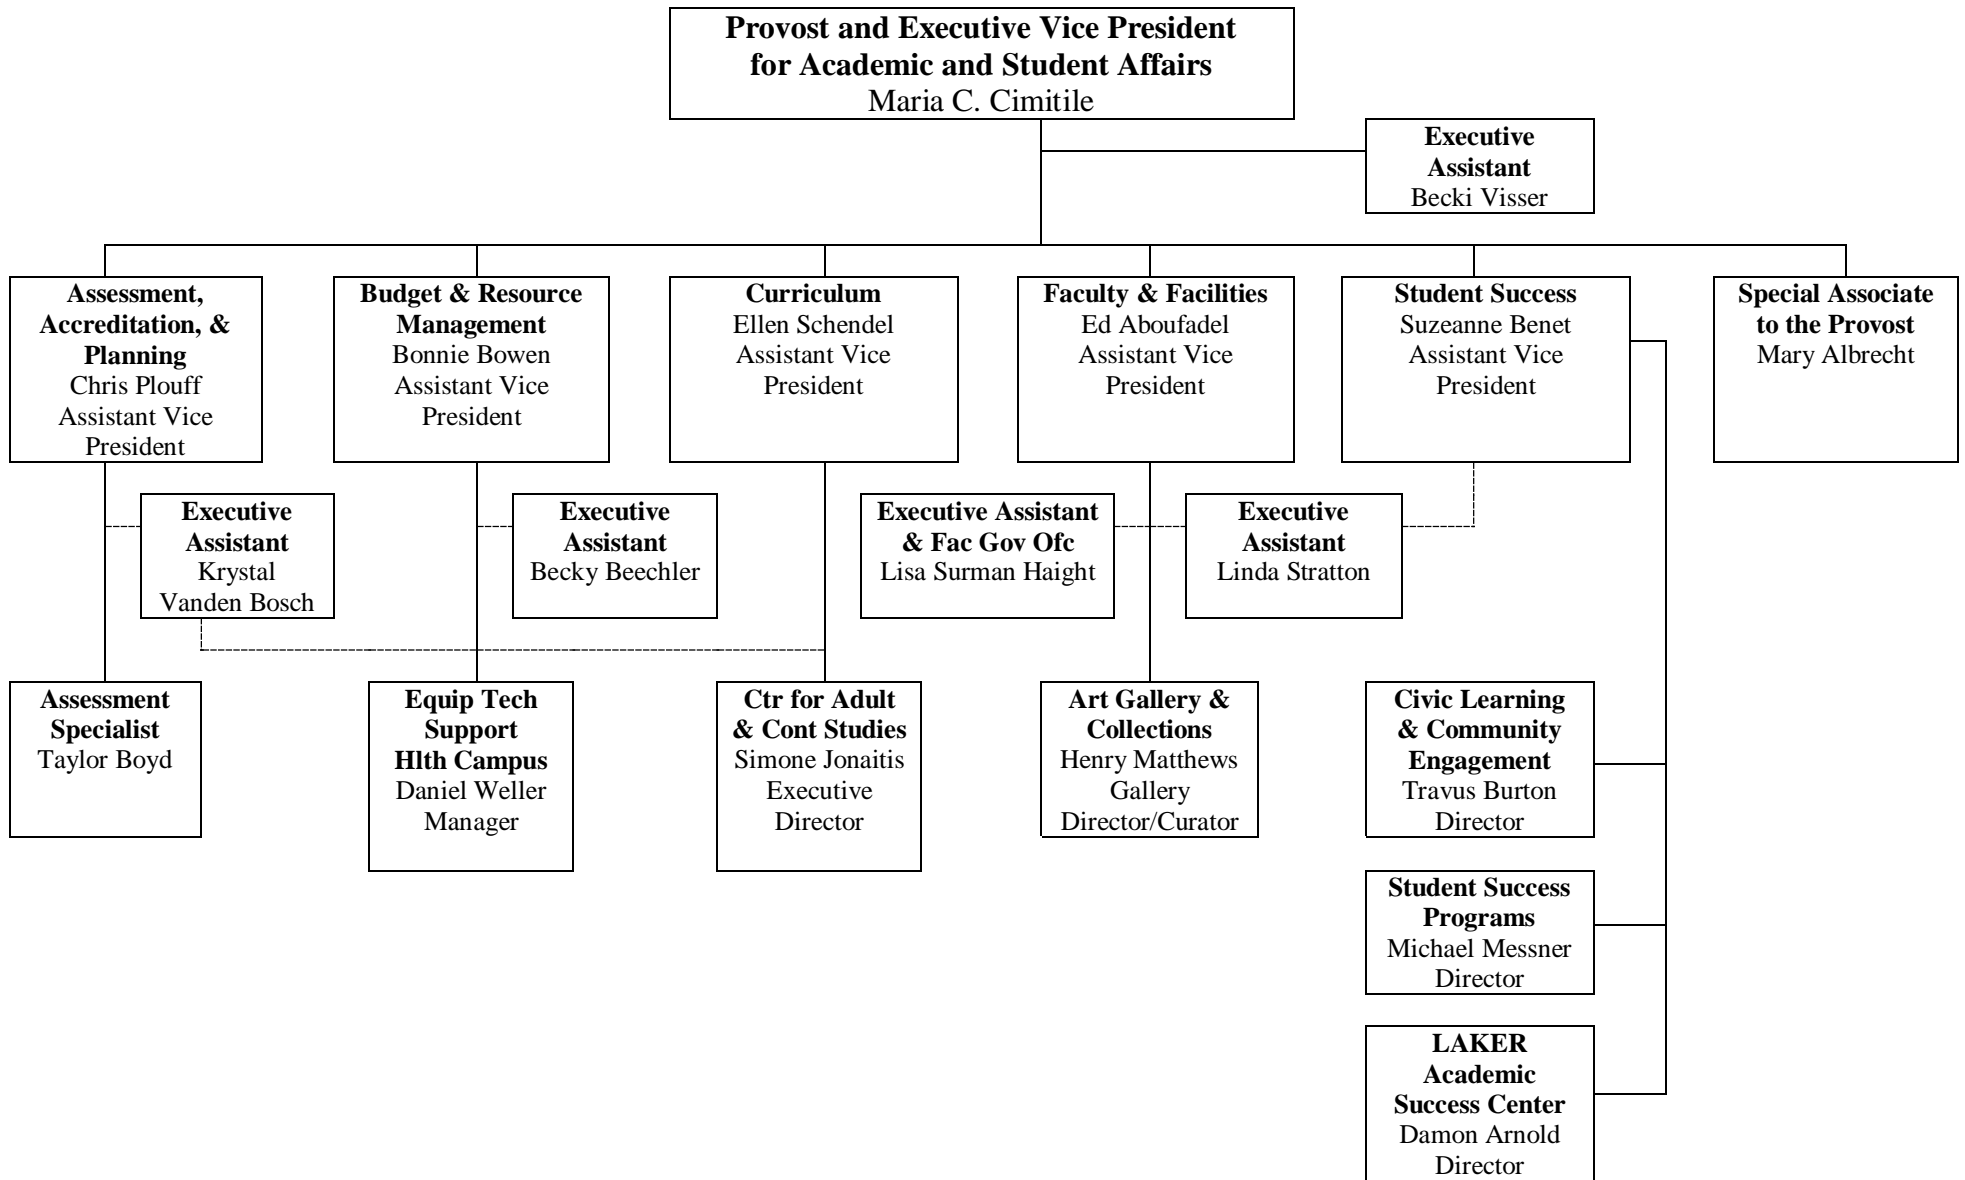 Provost and Executive Vice President
for Academic and Student Affairs
Maria C. Cimitile
Executive
Assistant
Becki Visser
Assessment,
Accreditation, &
Planning
Chris Plouff
Assistant Vice
President
Budget & Resource
Management
Bonnie Bowen
Assistant Vice
President
Curriculum
Ellen Schendel
Assistant Vice
President
Faculty & Facilities
Ed Aboufadel
Assistant Vice
President
Student Success
Suzeanne Benet
Assistant Vice
President
Special Associate
to the Provost
Mary Albrecht
Executive
Assistant
Krystal
Vanden Bosch
Executive
Assistant
Becky Beechler
Executive Assistant
& Fac Gov Ofc
Lisa Surman Haight
Executive
Assistant
Linda Stratton
Assessment
Specialist
Taylor Boyd
Equip Tech
Support
Hlth Campus
Daniel Weller
Manager
Ctr for Adult
& Cont Studies
Simone Jonaitis
Executive
Director
Art Gallery &
Collections
Henry Matthews
Gallery
Director/Curator
Civic Learning
& Community
Engagement
Travus Burton
Director
Student Success
Programs
Michael Messner
Director
LAKER
Academic
Success Center
Damon Arnold
Director